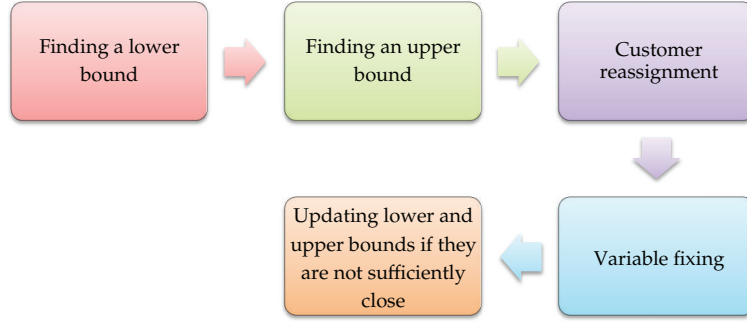 Finding a lower
bound
Finding an upper
bound
Customer
reassignment
Variable fixing
Updating lower and
upper bounds if they
are not sufficiently
close